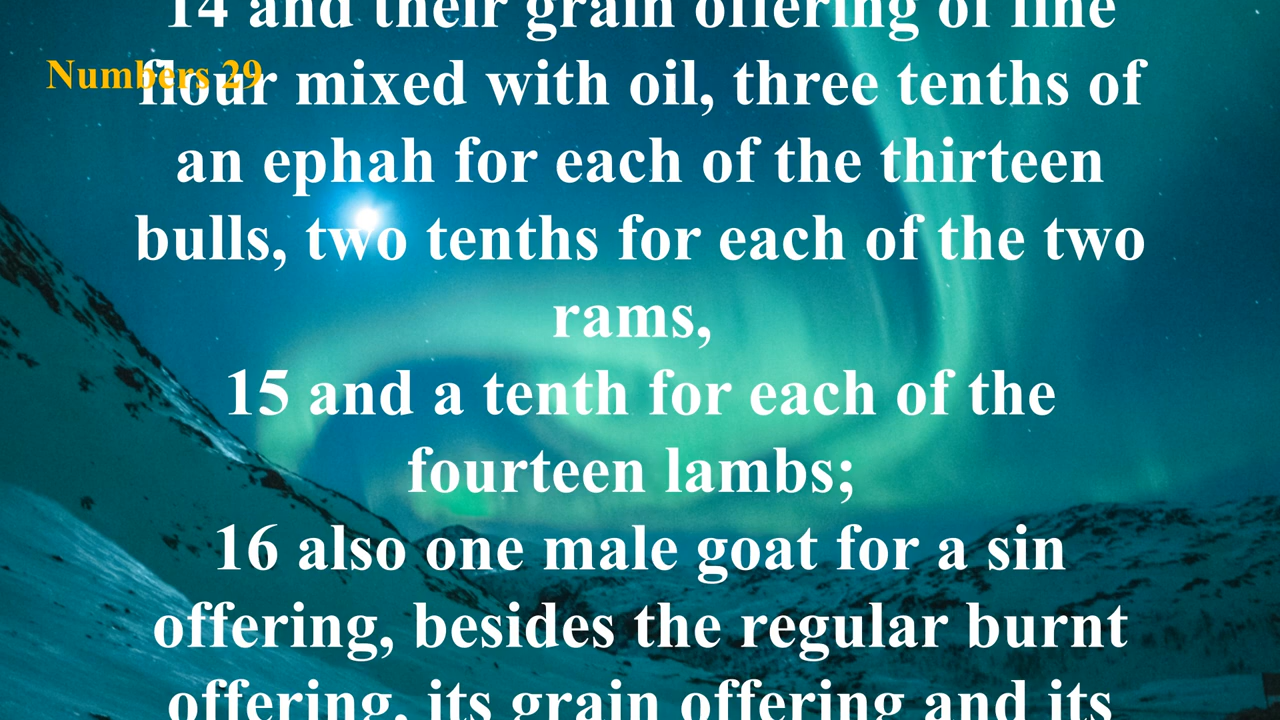 14 and their grain offering of fine
Numbers 29
flour mixed with oil, three tenths of
an ephah for each of the thirteen
bulls, two tenths for each of the two
rams,
15 and a tenth for each of the
fourteen lambs;
16 also one male goat for a sin
offering, besides the regular burnt
offering, its grain offering and its